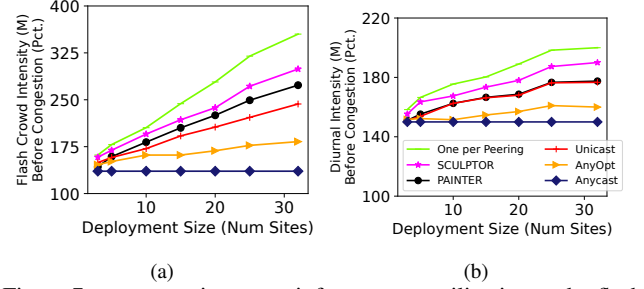 Flash Crowd Intensity (M)
Before Congestion (Pct.)
400
325
250
175
100
10
20
30
Deployment Size (Num Sites)
(a)
Diurnal Intensity (M)
Before Congestion (Pct.)
220
180
140
100
One per Peering
SCULPTOR
PAINTER
Unicast
AnyOpt
Anycast
10
20
30
Deployment Size (Num Sites)
(b)